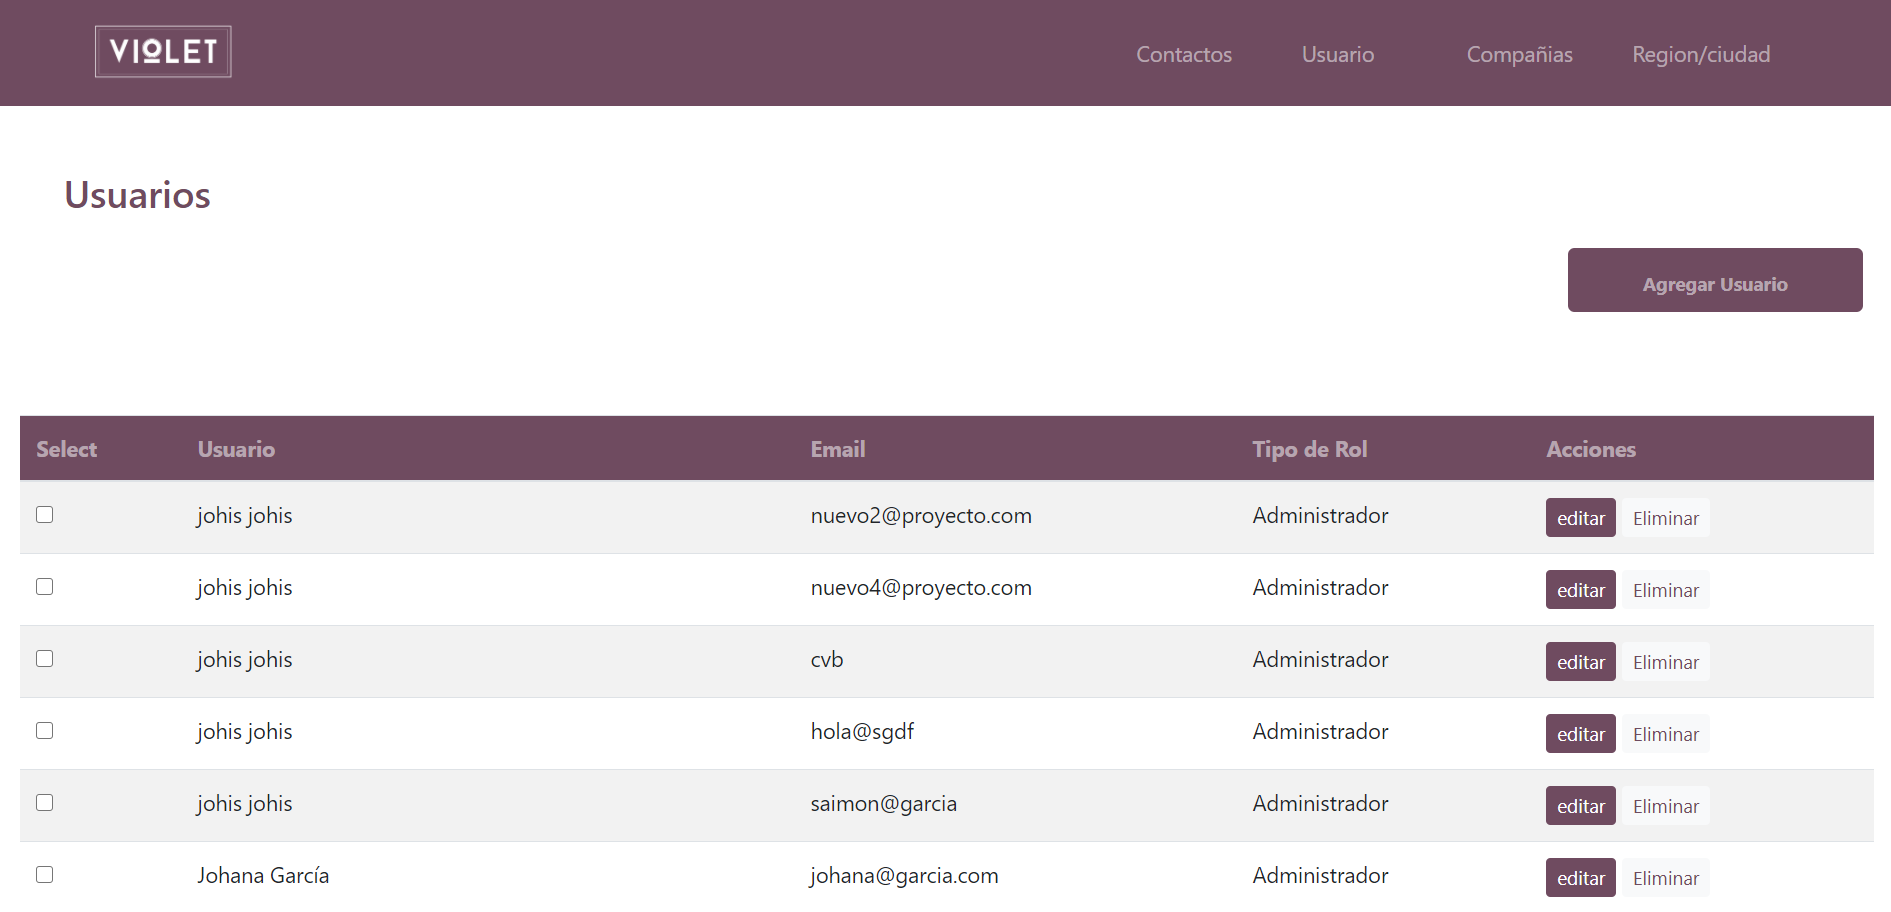 VIOLET
Contactos Usuario Compañias Region/ciudad
Usuarios
Agregar Usuario
Select Usuario Email Tipo de Rol Acciones
johis johis nuevo2@proyecto.com Administrador editar Eliminar
johis johis nuevo4@proyecto.com Administrador editar Eliminar
johis johis cvb Administrador editar Eliminar
johis johis hola@sgdf Administrador editar Eliminar
johis johis saimon@garcia Administrador editar Eliminar
Johana García johana@garcia.com Administrador editar Eliminar